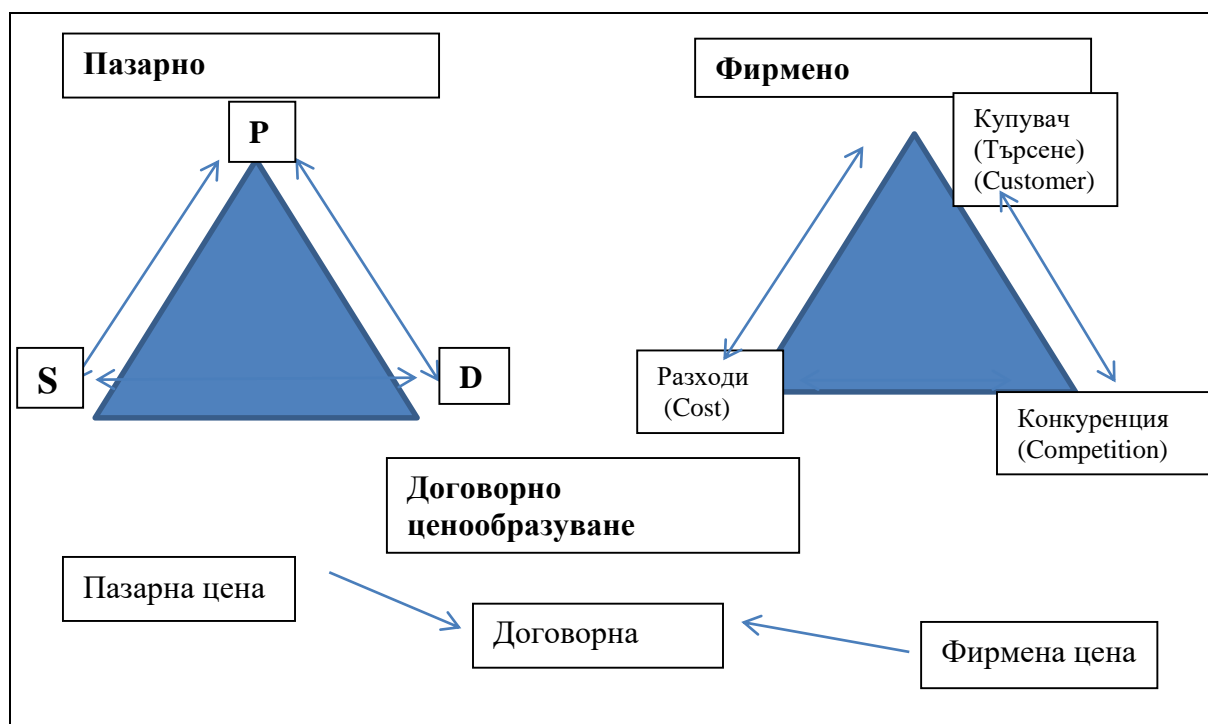 Пазарно
Фирмено
P
Купувач
(Търсене)
(Customer)
S
D
Разходи
(Cost)
Конкуренция
(Competition)
Договорно
ценообразуване
Пазарна цена
Договорна
Фирмена цена